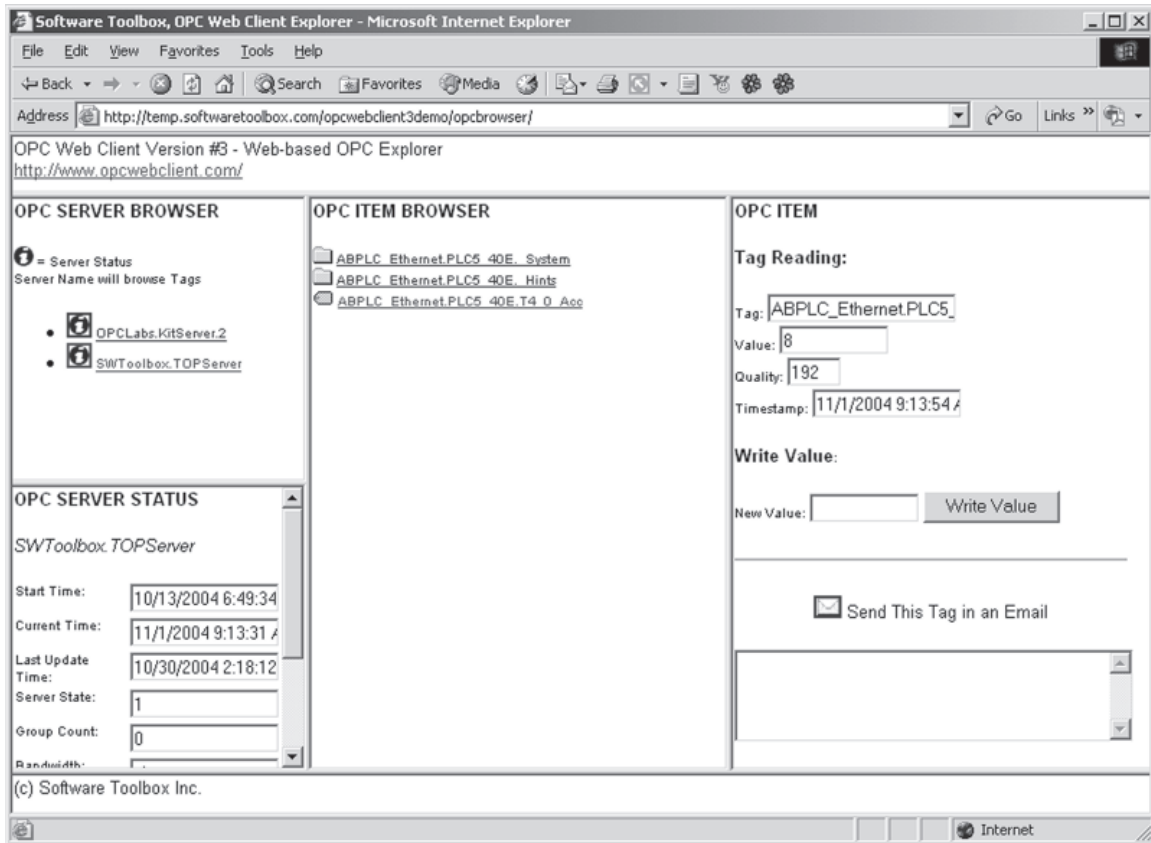 Software Toolbox, OPC Web Client Explorer - Microsoft Internet Explorer
File Edit View Favorites Tools Help
Back Search Favorites Media
Address http://temp.softwaretoolbox.com/opcwebclient3demo/opcbrowser/ Go Links »
OPC Web Client Version #3 - Web-based OPC Explorer
http://www.opcwebclient.com/
OPC SERVER BROWSER
= Server Status
Server Name will browse Tags
OPCLabs.KitServer.2
SWToolbox.TOPServer
OPC SERVER STATUS
SWToolbox.TOPServer
Start Time: 10/13/2004 6:49:34
Current Time: 11/1/2004 9:13:31
Last Update
Time: 10/30/2004 2:18:12
Server State: 1
Group Count: 0
Bandwidth:
OPC ITEM BROWSER
ABPLC_Ethernet.PLC5_40E._System
ABPLC_Ethernet.PLC5_40E._Hints
ABPLC_Ethernet.PLC5_40E.T4_0_Acc
OPC ITEM
Tag Reading:
Tag: ABPLC_Ethernet.PLC5_
Value: 8
Quality: 192
Timestamp: 11/1/2004 9:13:54
Write Value:
New Value: Write Value
Send This Tag in an Email
(c) Software Toolbox Inc.
Internet